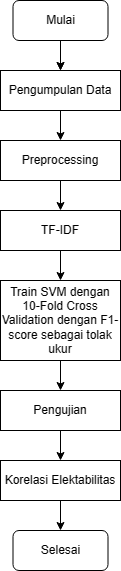 Mulai
Pengumpulan Data
Preprocessing
TF-IDF
Train SVM dengan
10-Fold Cross
Validation dengan F1-
score sebagai tolak
ukur
Pengujian
Korelasi Elektabilitas
Selesai